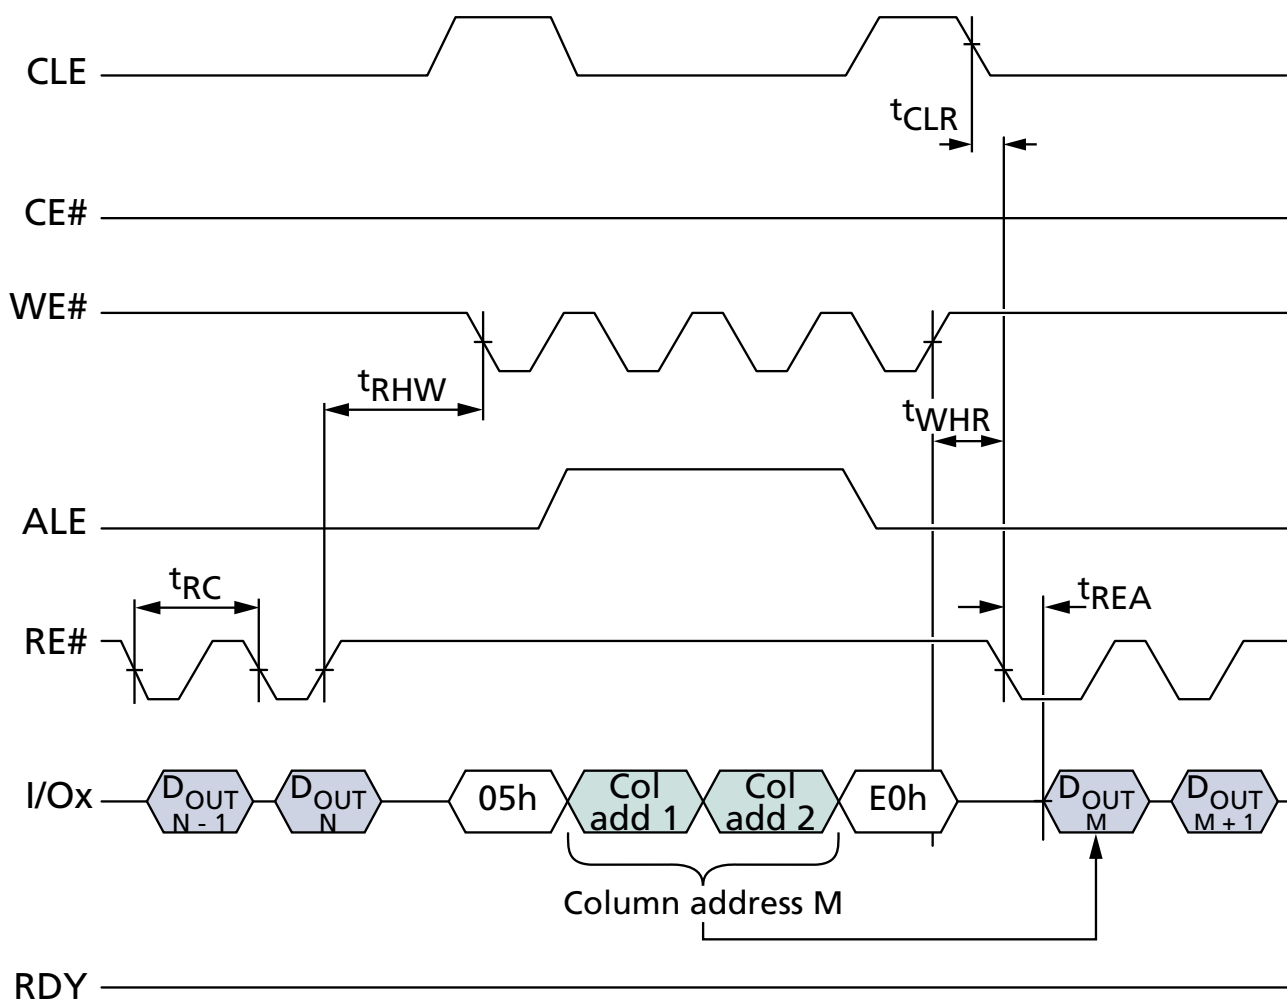 CLE
tCLR
CE#
WE#
tRHW
tWHR
ALE
tRC
tREA
RE#
I/Ox
DOUT
N - 1
DOUT
N
05h
Col
add 1
Col
add 2
E0h
DOUT
M
DOUT
M + 1
Column address M
RDY